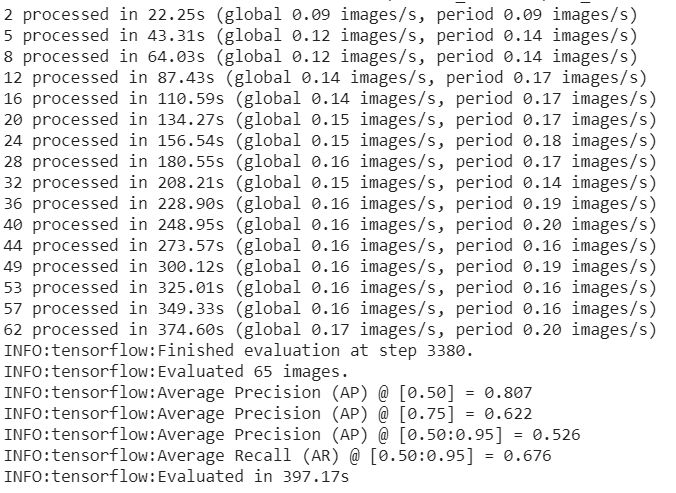 2 processed in 22.25s (global 0.09 images/s, period 0.09 images/s)
5 processed in 43.31s (global 0.12 images/s, period 0.14 images/s)
8 processed in 64.03s (global 0.12 images/s, period 0.14 images/s)
12 processed in 87.43s (global 0.14 images/s, period 0.17 images/s)
16 processed in 110.59s (global 0.14 images/s, period 0.17 images/s)
20 processed in 134.27s (global 0.15 images/s, period 0.17 images/s)
24 processed in 156.54s (global 0.15 images/s, period 0.18 images/s)
28 processed in 180.55s (global 0.16 images/s, period 0.17 images/s)
32 processed in 208.21s (global 0.15 images/s, period 0.14 images/s)
36 processed in 228.90s (global 0.16 images/s, period 0.19 images/s)
40 processed in 248.95s (global 0.16 images/s, period 0.20 images/s)
44 processed in 273.57s (global 0.16 images/s, period 0.16 images/s)
49 processed in 300.12s (global 0.16 images/s, period 0.19 images/s)
53 processed in 325.01s (global 0.16 images/s, period 0.16 images/s)
57 processed in 349.33s (global 0.16 images/s, period 0.16 images/s)
62 processed in 374.60s (global 0.17 images/s, period 0.20 images/s)
INFO:tensorflow:Finished evaluation at step 3380.
INFO:tensorflow:Evaluated 65 images.
INFO:tensorflow:Average Precision (AP) @ [0.50] = 0.807
INFO:tensorflow:Average Precision (AP) @ [0.75] = 0.622
INFO:tensorflow:Average Precision (AP) @ [0.50:0.95] = 0.526
INFO:tensorflow:Average Recall (AR) @ [0.50:0.95] = 0.676
INFO:tensorflow:Evaluated in 397.17s